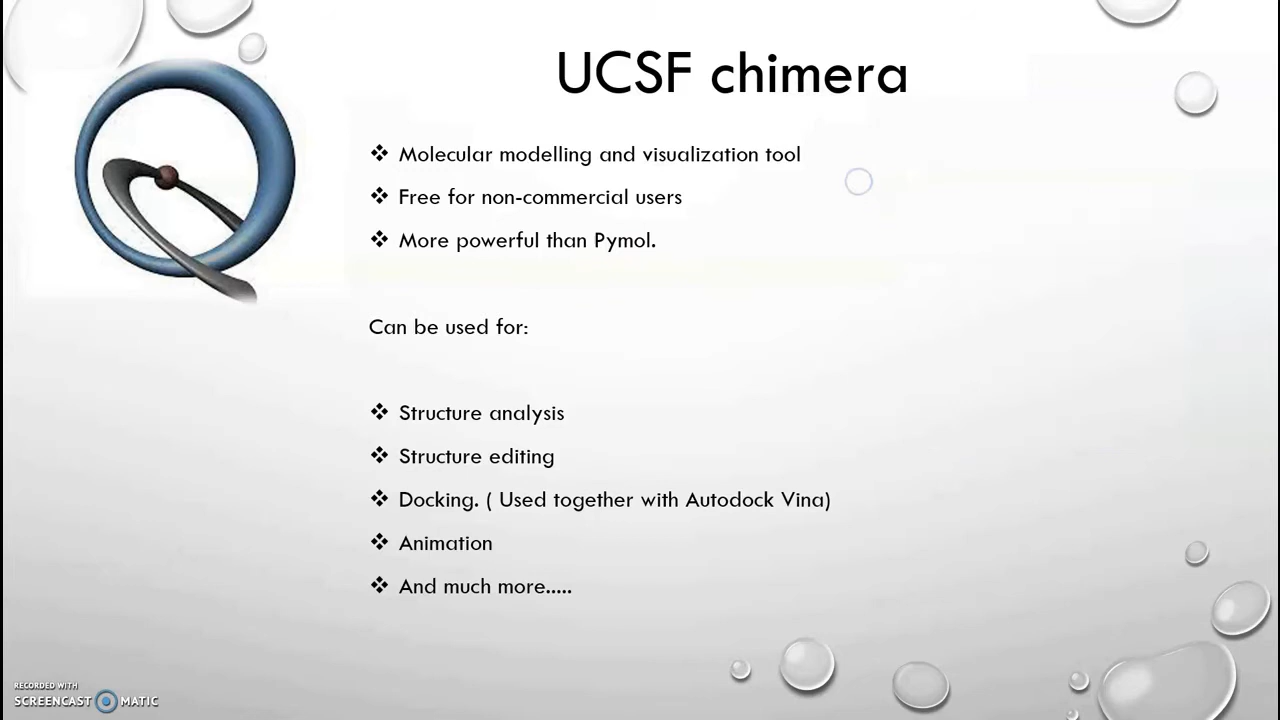 UCSF chimera
❖ Molecular modelling and visualization tool
❖ Free for non-commercial users
❖ More powerful than Pymol.
Can be used for:
❖ Structure analysis
❖ Structure editing
❖ Docking. ( Used together with Autodock Vina)
❖ Animation
❖ And much more.....
RECORDED WITH
SCREENCAST MATIC